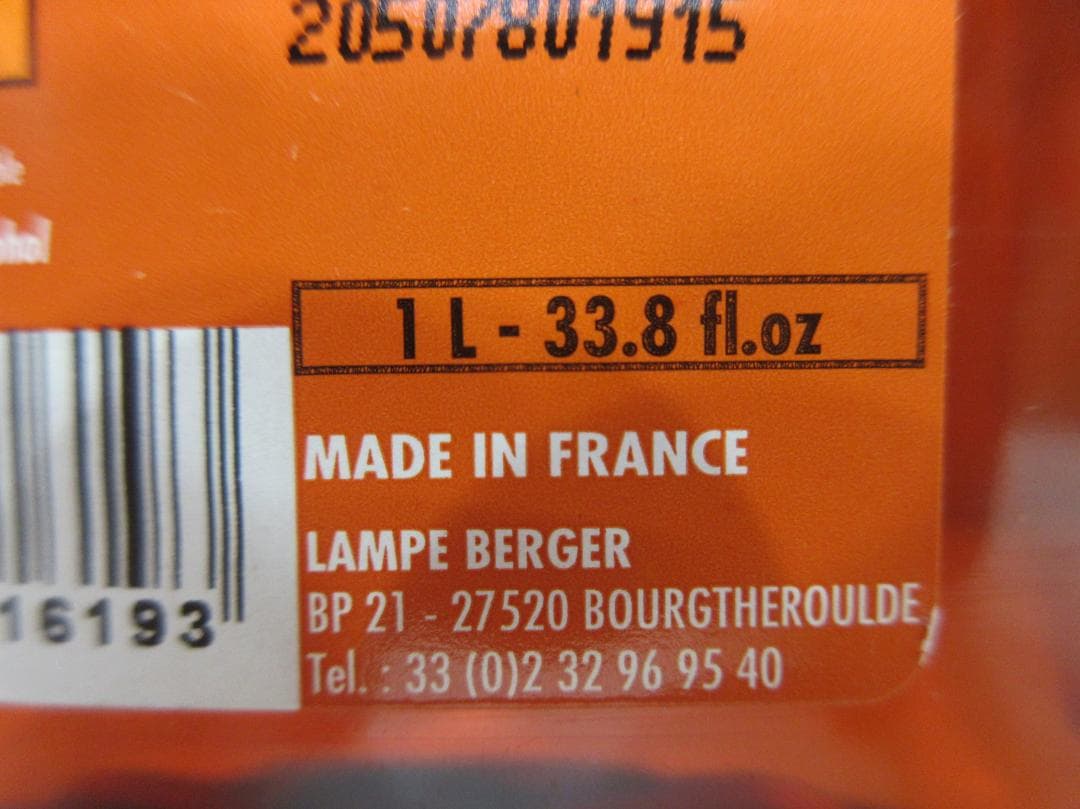 1 L - 33.8 fl.oz
MADE IN FRANCE
LAMPE BERGER
BP 21 - 27520 BOURGTHEROULDE
16193
Tel. : 33 (0)2 32 96 95 40